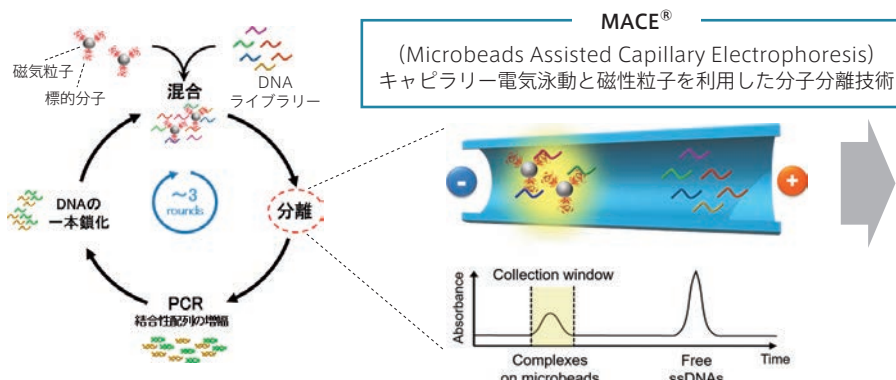 MACE®
(Microbeads Assisted Capillary Electrophoresis)
キャピラリー電気泳動と磁性粒子を利用した分子分離技術
磁気粒子
標的分子
混合
DNA
ライブラリー
DNAの
一本鎖化
~3
rounds
分離
PCR
結合性配列の増幅
-
+
Collection window
Absorbance
Time
Complexes
on microbeads
Free
ssDNAs